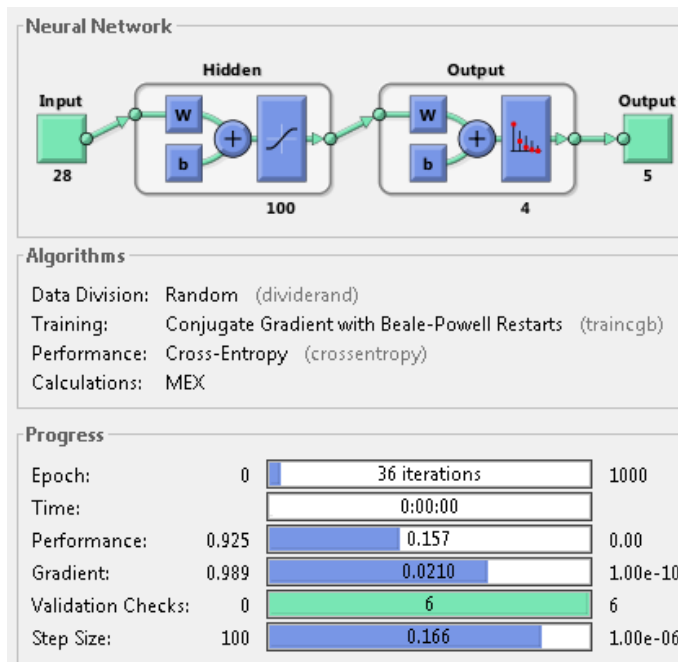 Neural Network
Hidden
Output
Input
Output
W
W
b
b
28
5
100
4
Algorithms
Data Division: Random (dividerand)
Training: Conjugate Gradient with Beale-Powell Restarts (traincgb)
Performance: Cross-Entropy (crossentropy)
Calculations: MEX
Progress
Epoch: 0 36 iterations 1000
Time: 0:00:00
Performance: 0.925 0.157 0.00
Gradient: 0.989 0.0210 1.00e-10
Validation Checks: 0 6 6
Step Size: 100 0.166 1.00e-06